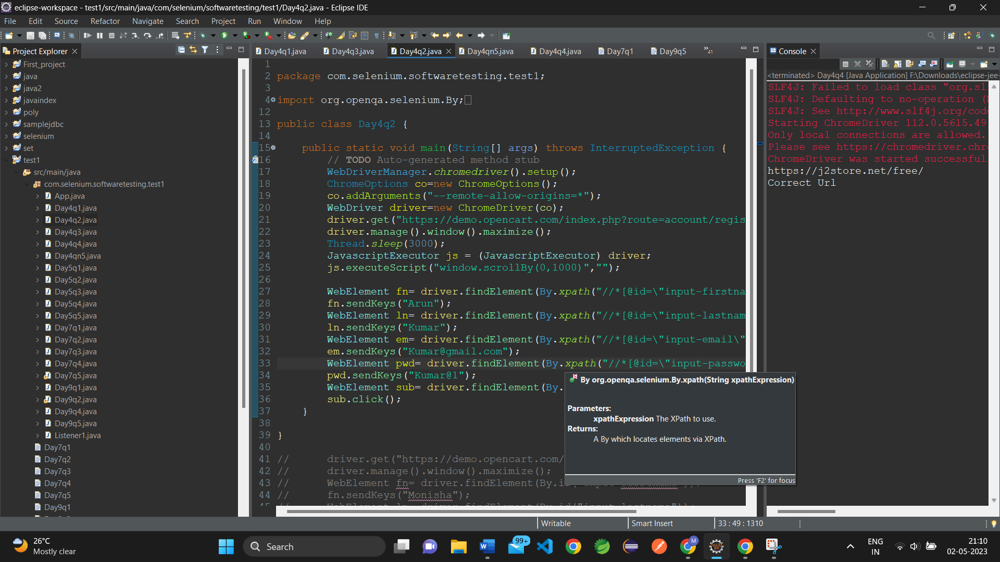 eclipse-workspace - test1/src/main/java/com/selenium/softwaretesting/test1/Day4q2.java - Eclipse IDE
File Edit Source Refactor Navigate Search Project Run Window Help
Project Explorer
First_project
java
java2
javaindex
poly
samplejdbc
selenium
set
test1
src/main/java
com.selenium.softwaretesting.test1
App.java
Day4q1.java
Day4q2.java
Day4q3.java
Day4q4.java
Day4qn5.java
Day5q1.java
Day5q2.java
Day5q3.java
Day5q4.java
Day5q5.java
Day7q1.java
Day7q2.java
Day7q3.java
Day7q4.java
Day7q5.java
Day9q1.java
Day9q2.java
Day9q4.java
Day9q5.java
Listener1.java
Day7q1
Day7q2
Day7q3
Day7q4
Day7q5
Day9q1
Day4q1.java Day4q3.java Day4q2.java Day4qn5.java Day4q4.java Day7q1 Day9q5 »41
1
2 package com.selenium.softwaretesting.test1;
3
4 import org.openqa.selenium.By;
12
13 public class Day4q2 {
14
15 public static void main(String[] args) throws InterruptedException {
16 // TODO Auto-generated method stub
17 WebDriverManager.chromedriver().setup();
18 ChromeOptions co=new ChromeOptions();
19 co.addArguments("--remote-allow-origins=*");
20 WebDriver driver=new ChromeDriver(co);
21 driver.get("https://demo.opencart.com/index.php?route=account/regis
22 driver.manage().window().maximize();
23 Thread.sleep(3000);
24 JavascriptExecutor js = (JavascriptExecutor) driver;
25 js.executeScript("window.scrollBy(0,1000)","");
26
27 WebElement fn= driver.findElement(By.xpath("//*[@id=\"input-firstna
28 fn.sendKeys("Arun");
29 WebElement ln= driver.findElement(By.xpath("//*[@id=\"input-lastnam
30 ln.sendKeys("Kumar");
31 WebElement em= driver.findElement(By.xpath("//*[@id=\"input-email\"
32 em.sendKeys("Kumar@gmail.com");
33 WebElement pwd= driver.findElement(By.xpath("//*[@id=\"input-passwo
34 pwd.sendKeys("Kumar@1");
35 WebElement sub= driver.findElement(By.
36 sub.click();
37 }
38
39 }
40
41 // driver.get("https://demo.opencart.com/
42 // driver.manage().window().maximize();
43 // WebElement fn= driver.findElement(By.id("input-firstname"));
44 // fn.sendKeys("Monisha");
45 // WebElement ln= driver.findElement(By.id("input-lastname"));
By org.openqa.selenium.By.xpath(String xpathExpression)
Parameters:
xpathExpression The XPath to use.
Returns:
A By which locates elements via XPath.
Press 'F2' for focus
Console
<terminated> Day4q4 [Java Application] F:\Downloads\eclipse-jee-
SLF4J: Failed to load class "org.sl
SLF4J: Defaulting to no-operation (
SLF4J: See http://www.slf4j.org/code
Starting ChromeDriver 112.0.5615.49
Only local connections are allowed.
Please see https://chromedriver.chr
ChromeDriver was started successful
https://j2store.net/free/
Correct Url
Writable Smart Insert 33 : 49 : 1310
26°C
Mostly clear
Search
99+
M
ENG
IN
21:10
02-05-2023